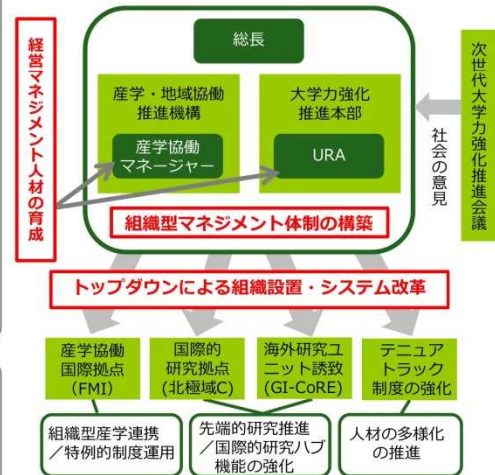 総長
経営マネジメント人材の育成
産学・地域協働
推進機構
産学協働
マネージャー
大学力強化
推進本部
URA
次世代大学力強化推進会議
社会の意見
組織型マネジメント体制の構築
トップダウンによる組織設置・システム改革
産学協働
国際拠点
(FMI)
国際的
研究拠点
(北極域C)
海外研究ユ
ニット誘致
(GI-CoRE)
テニュア
トラック
制度の強化
組織型産学連携
/特例的制度運用
先端的研究推進
/国際的研究ハブ
機能の強化
人材の多様化
の推進